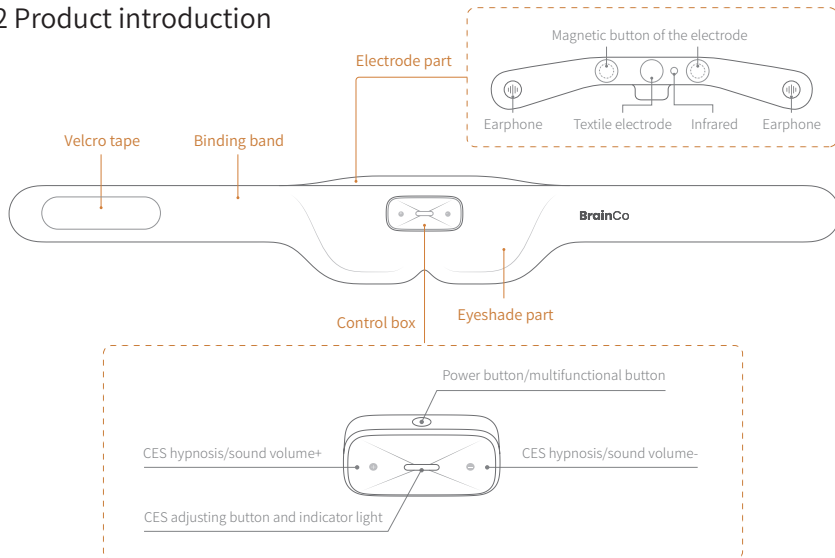 2 Product introduction
Magnetic button of the electrode
Electrode part
Earphone
Textile electrode
Infrared
Earphone
Velcro tape
Binding band
BrainCo
Control box
Eyeshade part
Power button/multifunctional button
CES hypnosis/sound volume+
CES hypnosis/sound volume-
CES adjusting button and indicator light